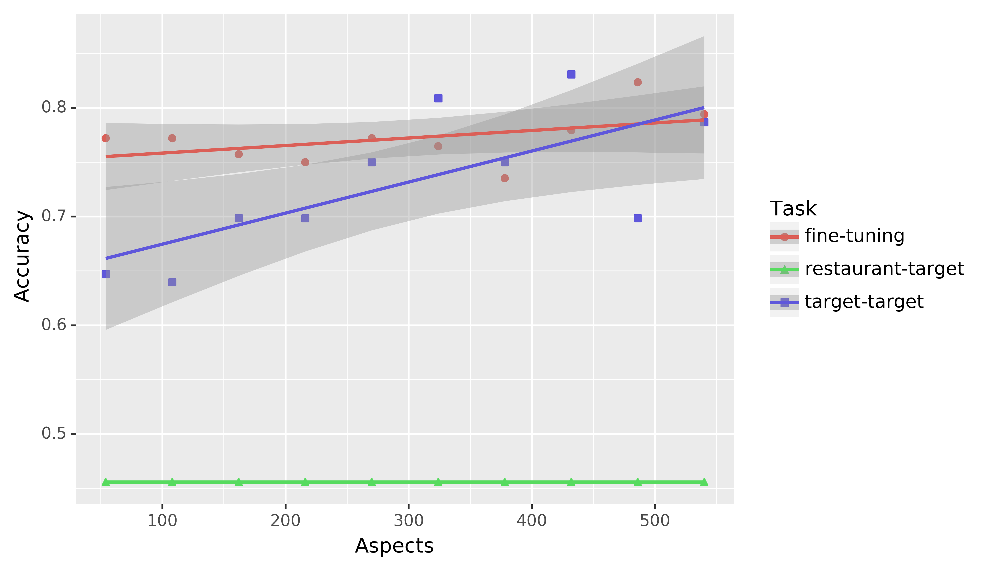 Accuracy
0.8
0.7
0.6
0.5
100 200 300 400 500
Aspects
Task
fine-tuning
restaurant-target
target-target